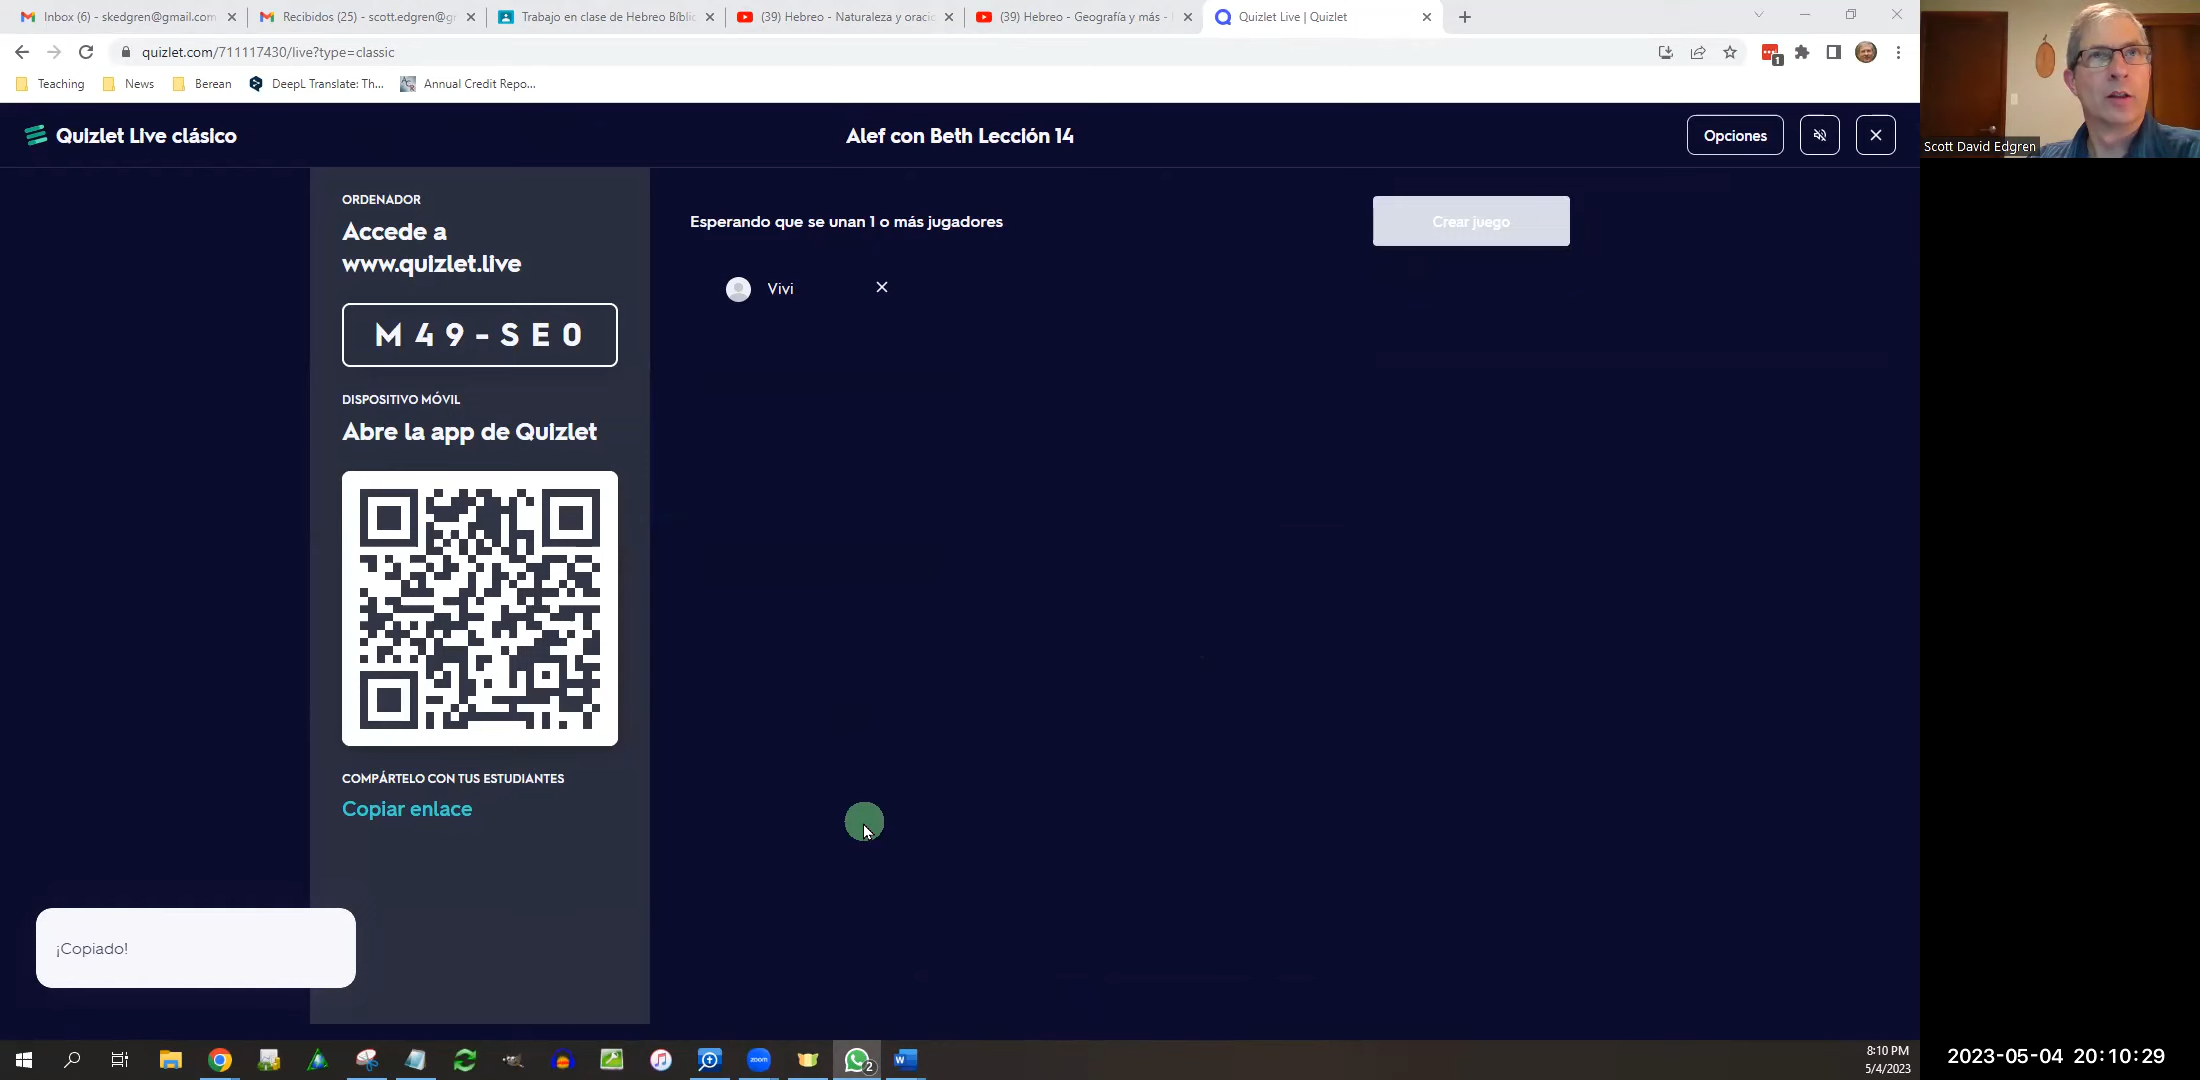 Inbox (6) - skedgren@gmail.com
Recibidos (25) - scott.edgren@gr
Trabajo en clase de Hebreo Bíblic
(39) Hebreo - Naturaleza y oracio
(39) Hebreo - Geografía y más -
Quizlet Live | Quizlet
quizlet.com/711117430/live?type=classic
1
Teaching
News
Berean
DeepL Translate: Th...
Annual Credit Repo...
Scott David Edgren
Quizlet Live clásico
Alef con Beth Lección 14
Opciones
ORDENADOR
Accede a
www.quizlet.live
M49-SE0
DISPOSITIVO MÓVIL
Abre la app de Quizlet
COMPÁRTELO CON TUS ESTUDIANTES
Copiar enlace
Esperando que se unan 1 o más jugadores
Crear juego
Vivi
¡Copiado!
zoom
2
8:10 PM
5/4/2023
2023-05-04 20:10:29